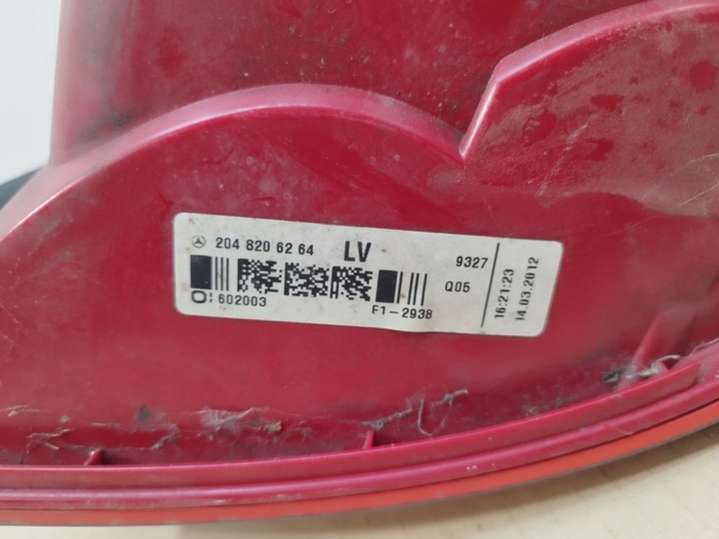 204 820 62 64 LV
9327
Q05
O: 602003
F1-2938
16:21:23
14.03.2012